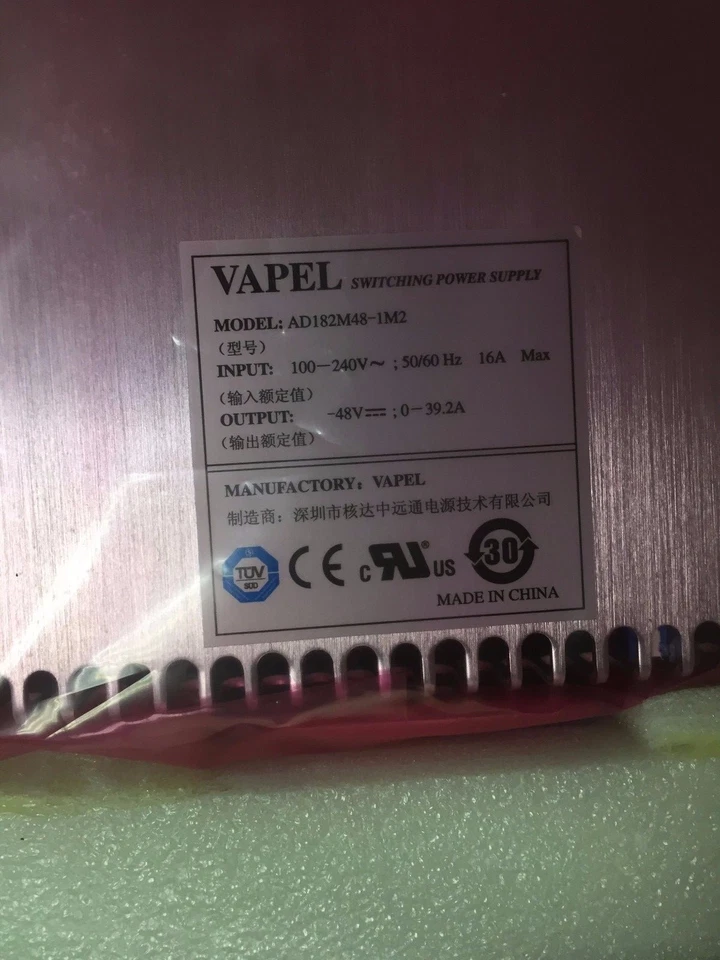 VAPEL SWITCHING POWER SUPPLY
MODEL: AD182M48-1M2
(型号)
INPUT: 100-240V～ ; 50/60 Hz 16A Max
(输入额定值)
OUTPUT: -48V⎓ ; 0-39.2A
(输出额定值)
MANUFACTORY: VAPEL
制造商: 深圳市核达中远通电源技术有限公司
TÜV
SÜD
CE
c RU® US
30
MADE IN CHINA